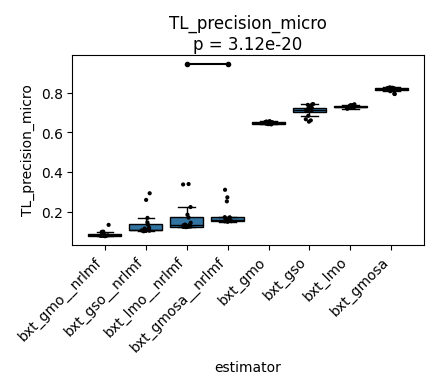 TL_precision_micro
p = 3.12e-20
TL_precision_micro
0.8
0.6
0.4
0.2
bxt_gmo__nrlmf
bxt_gso__nrlmf
bxt_lmo__nrlmf
bxt_gmosa__nrlmf
bxt_gmo
bxt_gso
bxt_lmo
bxt_gmosa
estimator